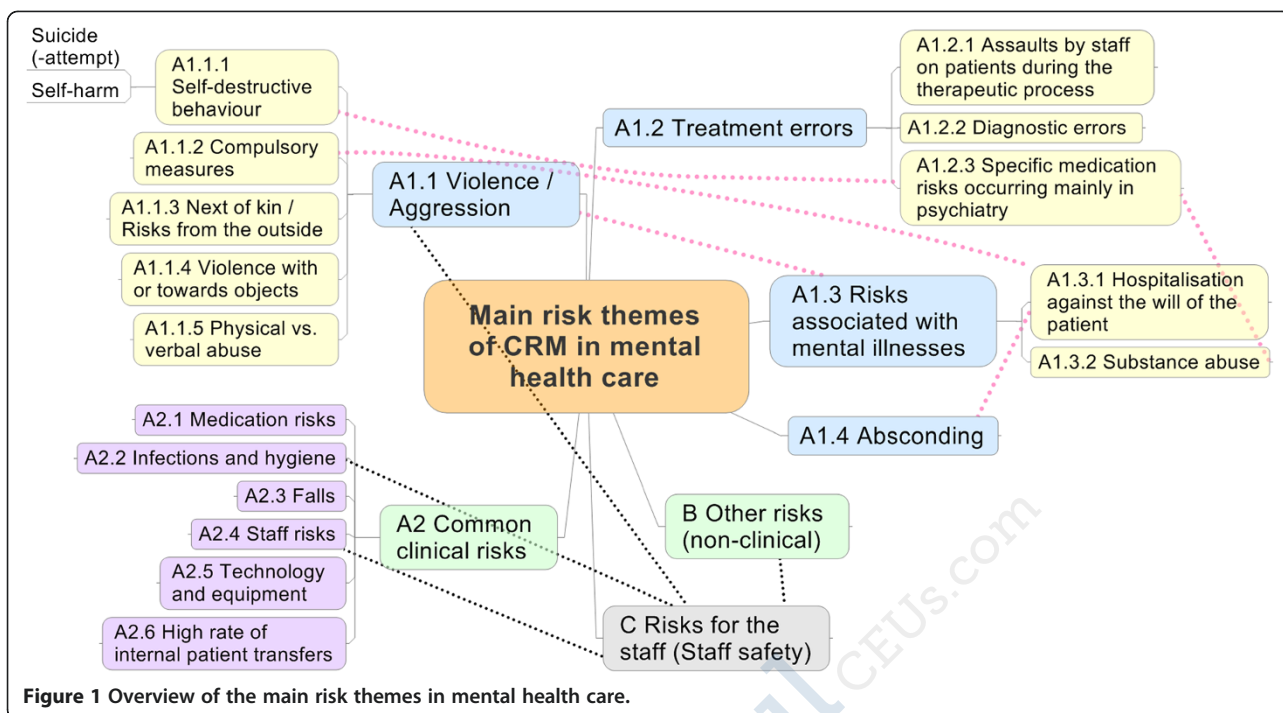 Suicide
(-attempt)
Self-harm
A1.1.1
Self-destructive
behaviour
A1.1.2 Compulsory
measures
A1.1.3 Next of kin /
Risks from the outside
A1.1.4 Violence with
or towards objects
A1.1.5 Physical vs.
verbal abuse
A1.1 Violence /
Aggression
A1.2 Treatment errors
A1.2.1 Assaults by staff
on patients during the
therapeutic process
A1.2.2 Diagnostic errors
A1.2.3 Specific medication
risks occurring mainly in
psychiatry
Main risk themes
of CRM in mental
health care
A1.3 Risks
associated with
mental illnesses
A1.3.1 Hospitalisation
against the will of the
patient
A1.3.2 Substance abuse
A1.4 Absconding
A2.1 Medication risks
A2.2 Infections and hygiene
A2.3 Falls
A2.4 Staff risks
A2.5 Technology
and equipment
A2.6 High rate of
internal patient transfers
A2 Common
clinical risks
B Other risks
(non-clinical)
C Risks for the
staff (Staff safety)
CEUs.com
Figure 1 Overview of the main risk themes in mental health care.